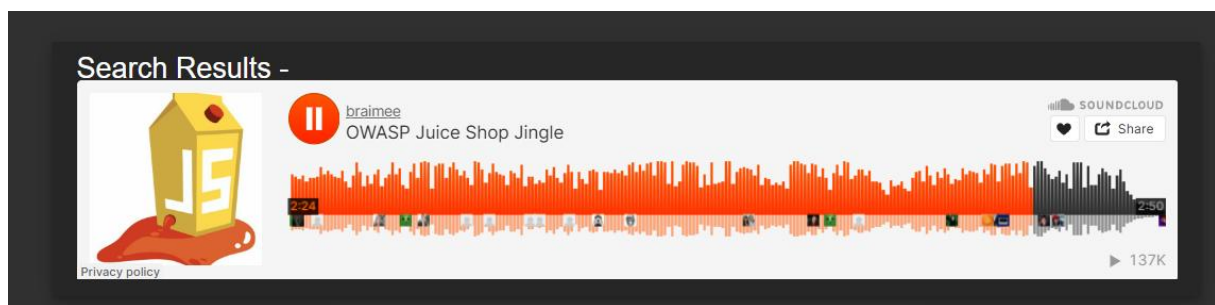 Search Results -
JS
braimee
OWASP Juice Shop Jingle
SOUNDCLOUD
Share
2:24
2:50
Privacy policy
137K